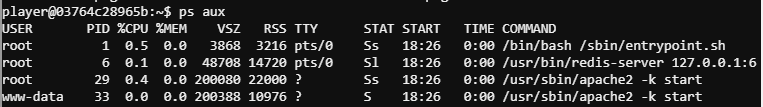 player@03764c28965b:~$ ps aux
USER         PID %CPU %MEM    VSZ   RSS TTY      STAT START   TIME COMMAND
root           1  0.5  0.0   3868  3216 pts/0    Ss   18:26   0:00 /bin/bash /sbin/entrypoint.sh
root           6  0.1  0.0  48708 14720 pts/0    Sl   18:26   0:00 /usr/bin/redis-server 127.0.0.1:6
root          29  0.4  0.0 200080 22000 ?        Ss   18:26   0:00 /usr/sbin/apache2 -k start
www-data      33  0.0  0.0 200388 10976 ?        S    18:26   0:00 /usr/sbin/apache2 -k start